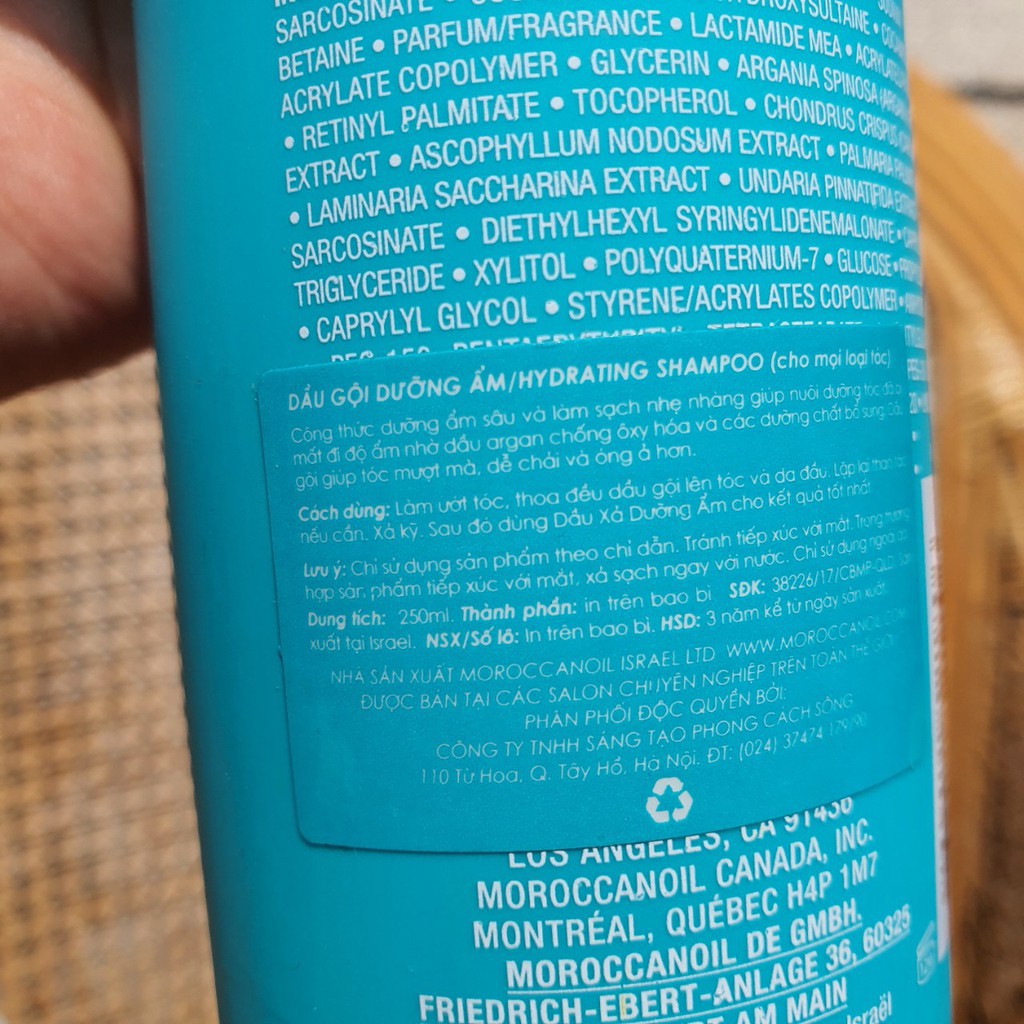 SARCOSINATE •
HYDROXYSULTAINE •
BETAINE • PARFUM/FRAGRANCE • LACTAMIDE MEA •
ACRYLATE COPOLYMER • GLYCERIN • ARGANIA SPINOSA
• RETINYL PALMITATE • TOCOPHEROL • CHONDRUS CRISPUS
EXTRACT • ASCOPHYLLUM NODOSUM EXTRACT • PALMARIA
• LAMINARIA SACCHARINA EXTRACT • UNDARIA PINNATIFIDA
SARCOSINATE • DIETHYLHEXYL SYRINGYLIDENEMALONATE •
TRIGLYCERIDE • XYLITOL • POLYQUATERNIUM-7 • GLUCOSE •
• CAPRYLYL GLYCOL • STYRENE/ACRYLATES COPOLYMER •
DẦU GỘI DƯỠNG ẨM/HYDRATING SHAMPOO (cho mọi loại tóc)
Công thức dưỡng ẩm sâu và làm sạch nhẹ nhàng giúp nuôi dưỡng tóc đã
mất đi độ ẩm nhờ dầu argan chống ôxy hóa và các dưỡng chất bổ sung. Dầu
gội giúp tóc mượt mà, dễ chải và óng ả hơn.
Cách dùng: Làm ướt tóc, thoa đều dầu gội lên tóc và da đầu. Lặp lại thao tác
nếu cần. Xả kỹ. Sau đó dùng Dầu Xả Dưỡng Ẩm cho kết quả tốt nhất
Lưu ý: Chỉ sử dụng sản phẩm theo chỉ dẫn. Tránh tiếp xúc với mắt. Trong
hợp sản phẩm tiếp xúc với mắt, xả sạch ngay với nước. Chỉ sử dụng ngoài
Dung tích: 250ml. Thành phần: in trên bao bì SĐK: 38226/17/CBMP-QLD.
xuất tại Israel. NSX/Số lô: In trên bao bì. HSD: 3 năm kể từ ngày sản xuất.
NHÀ SẢN XUẤT MOROCCANOIL ISRAEL LTD WWW.MOROCCANOIL.COM
ĐƯỢC BÁN TẠI CÁC SALON CHUYÊN NGHIỆP TRÊN TOÀN THẾ GIỚI
PHÂN PHỐI ĐỘC QUYỀN BỞI:
CÔNG TY TNHH SÁNG TẠO PHONG CÁCH SỐNG
110 Từ Hoa, Q. Tây Hồ, Hà Nội. ĐT: (024) 37474
LOS ANGELES, CA 91436
MOROCCANOIL CANADA, INC.
MONTRÉAL, QUÉBEC H4P 1M7
MOROCCANOIL DE GMBH.
FRIEDRICH-EBERT-ANLAGE 36, 60325
AM MAIN
Israël